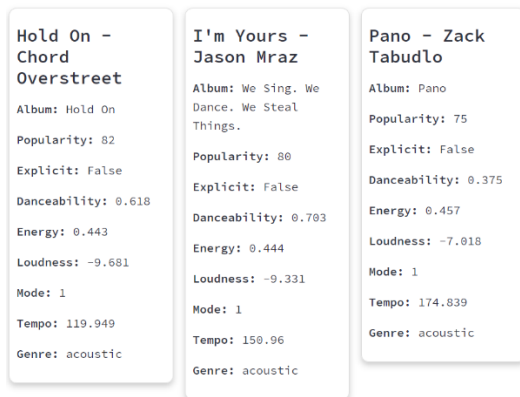 Hold On -
Chord
Overstreet
Album: Hold On
Popularity: 82
Explicit: False
Danceability: 0.618
Energy: 0.443
Loudness: -9.681
Mode: 1
Tempo: 119.949
Genre: acoustic
I'm Yours -
Jason Mraz
Album: We Sing. We
Dance. We Steal
Things.
Popularity: 80
Explicit: False
Danceability: 0.703
Energy: 0.444
Loudness: -9.331
Mode: 1
Tempo: 150.96
Genre: acoustic
Pano - Zack
Tabudlo
Album: Pano
Popularity: 75
Explicit: False
Danceability: 0.375
Energy: 0.457
Loudness: -7.018
Mode: 1
Tempo: 174.839
Genre: acoustic